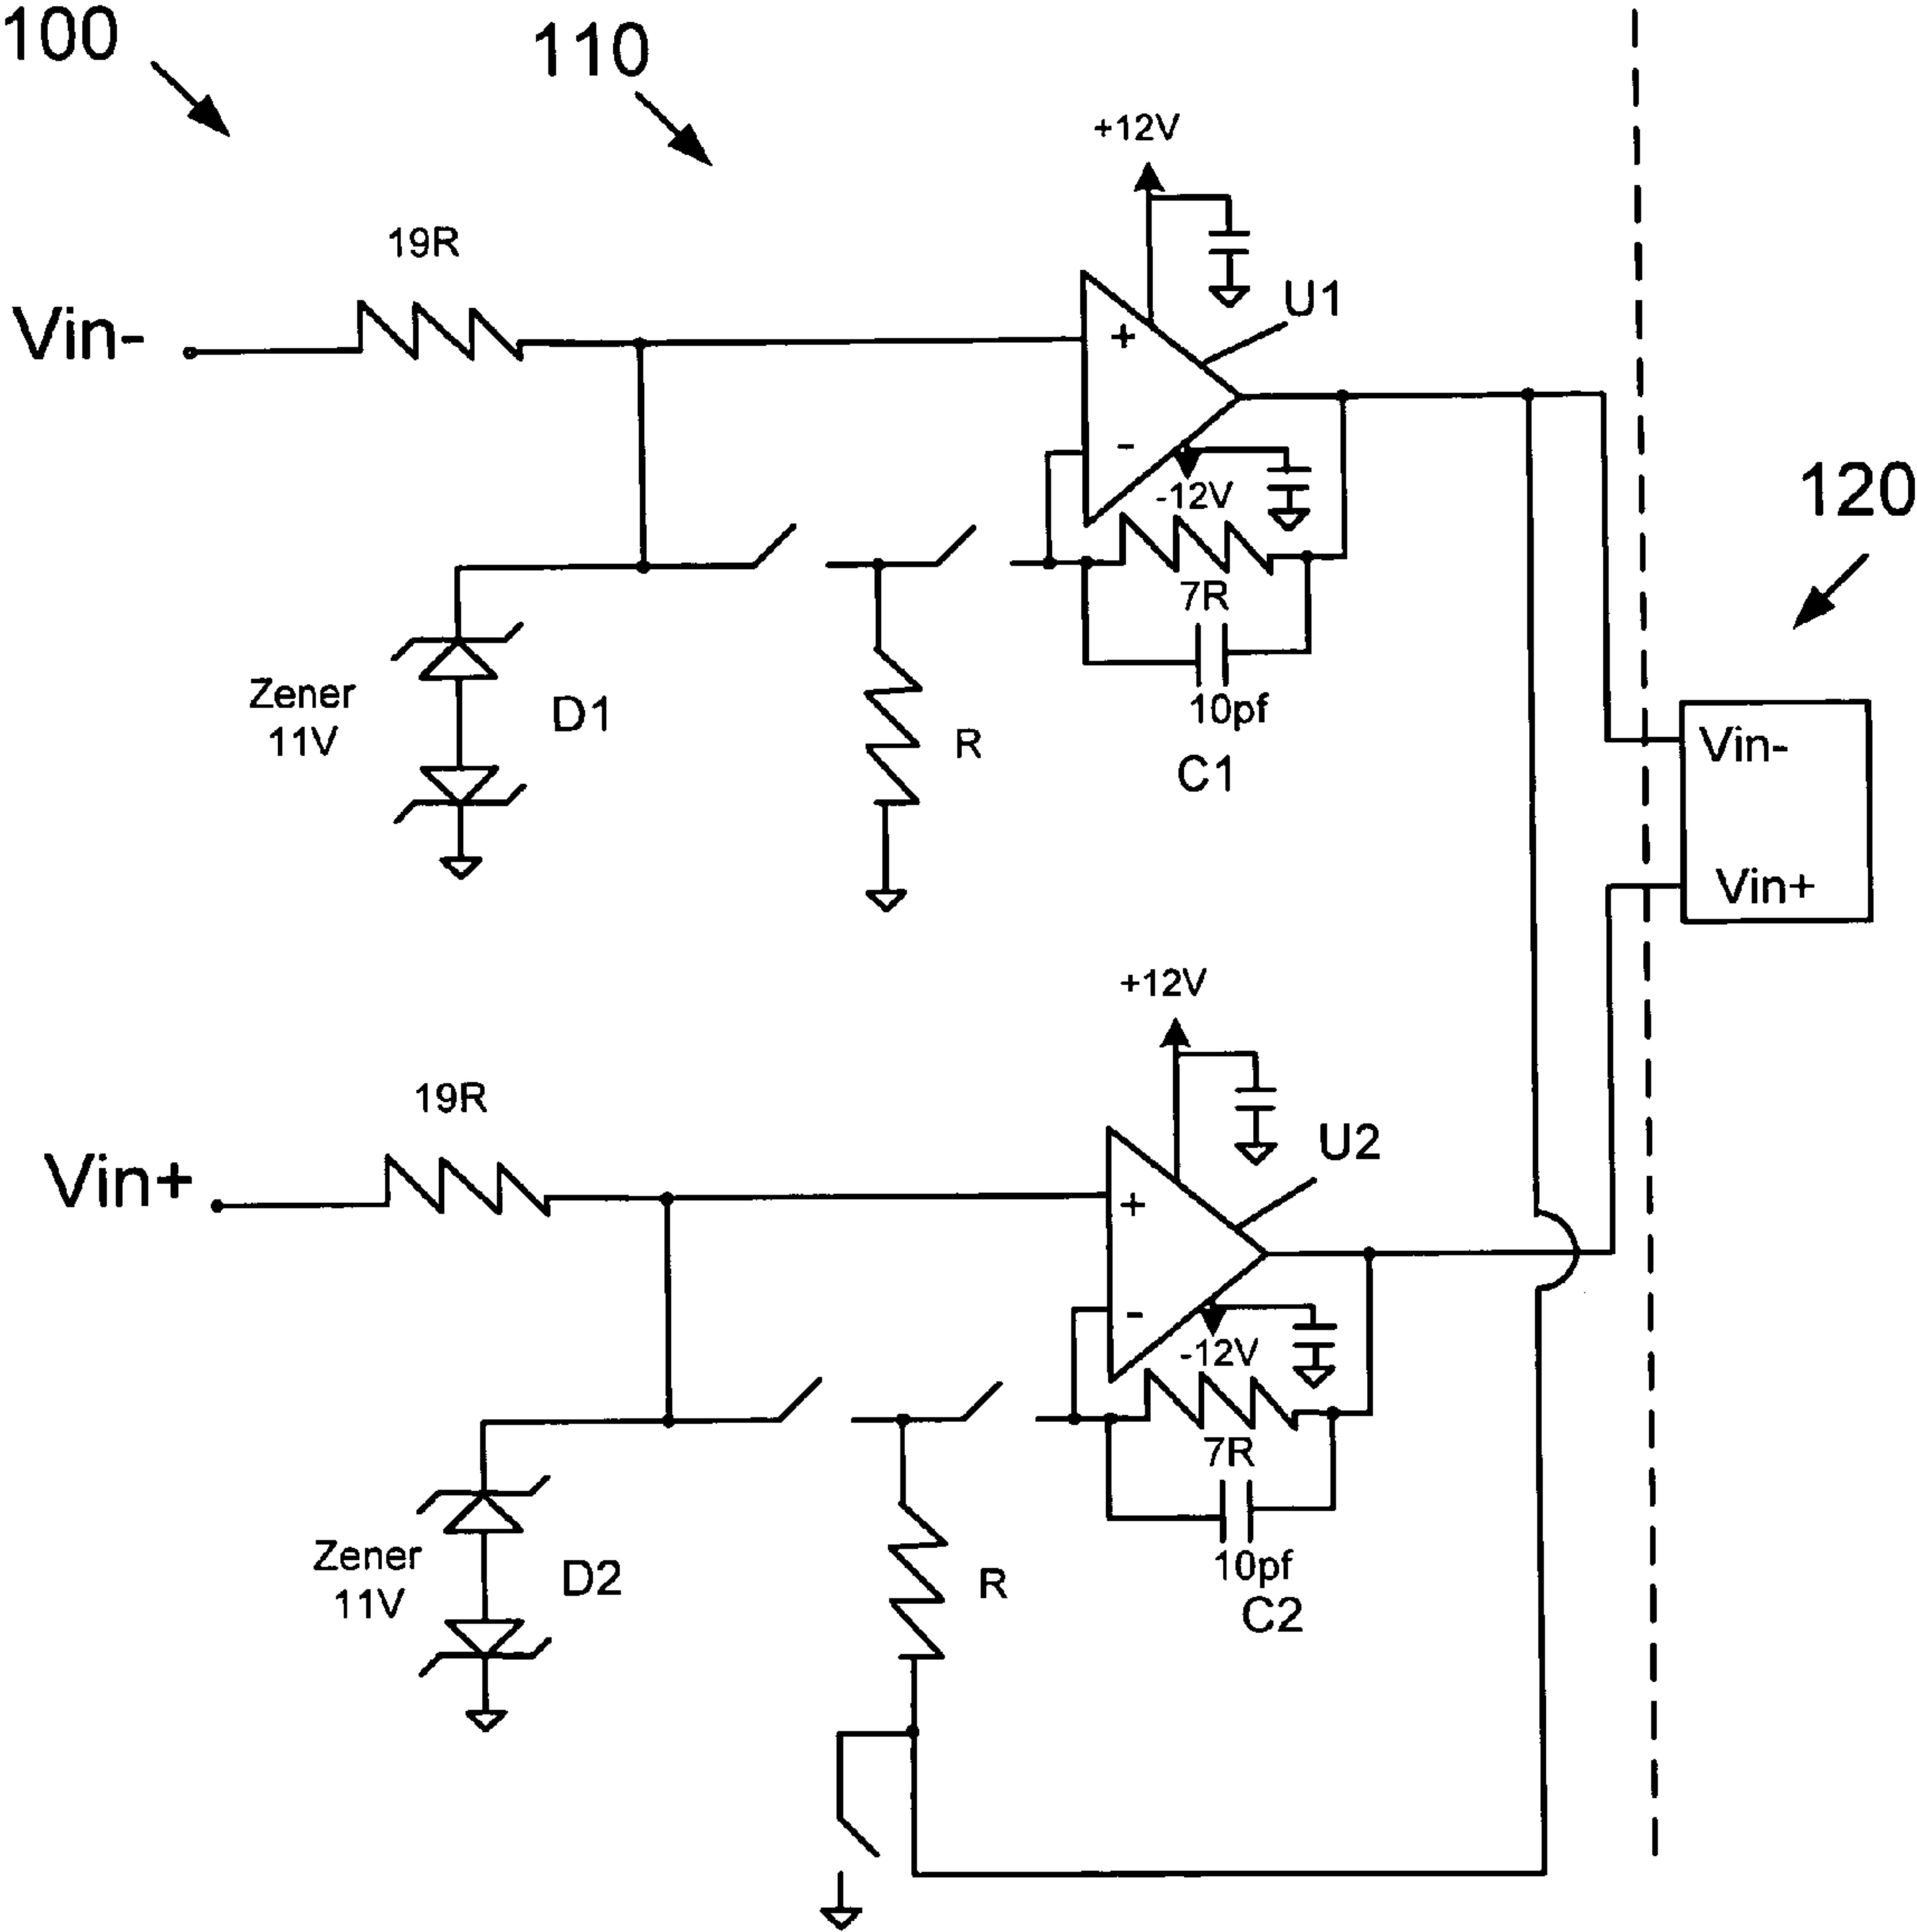 100
110
+12V
19R
Vin-
+
U1
-
-12V
120
7R
Zener
11V
D1
R
10pf
C1
Vin-
Vin+
+12V
19R
U2
Vin+
+
-
-12V
7R
Zener
11V
D2
R
10pf
C2